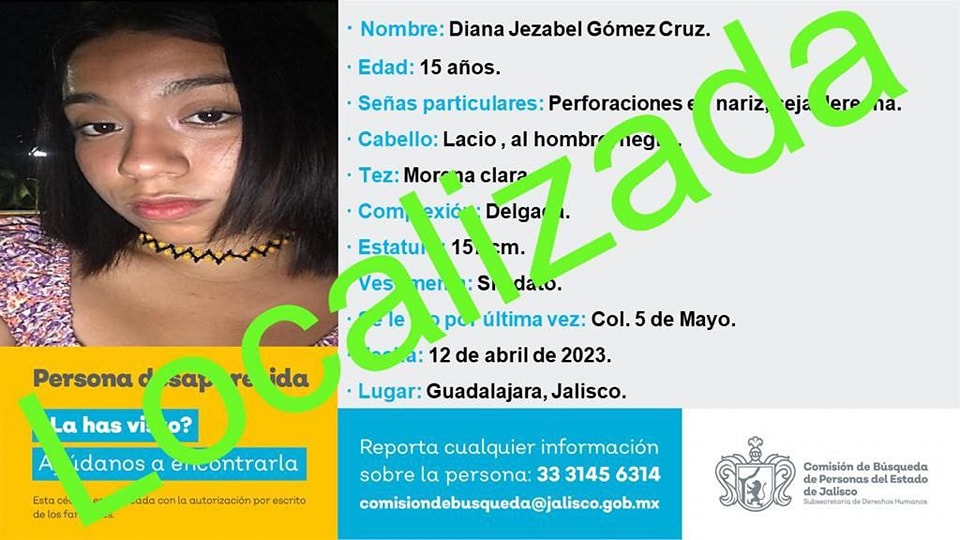 · Nombre: Diana Jezabel Gómez Cruz.
· Edad: 15 años.
· Señas particulares: Perforaciones en nariz, ceja derecha.
· Cabello: Lacio , al hombro negro.
· Tez: Morena clara
· Complexión: Delgada.
· Estatura: cm.
· Vestimenta: Sin dato.
· Se le vio por última vez: Col. 5 de Mayo.
· Fecha: 12 de abril de 2023.
· Lugar: Guadalajara, Jalisco.
Localizada
Persona desaparecida
¿La has visto?
Ayúdanos a encontrarla
Esta cédula es publicada con la autorización por escrito
de los familiares.
Reporta cualquier información
sobre la persona: 33 3145 6314
comisiondebusqueda@jalisco.gob.mx
Comisión de Búsqueda
de Personas del Estado
de Jalisco
Subsecretaría de Derechos Humanos